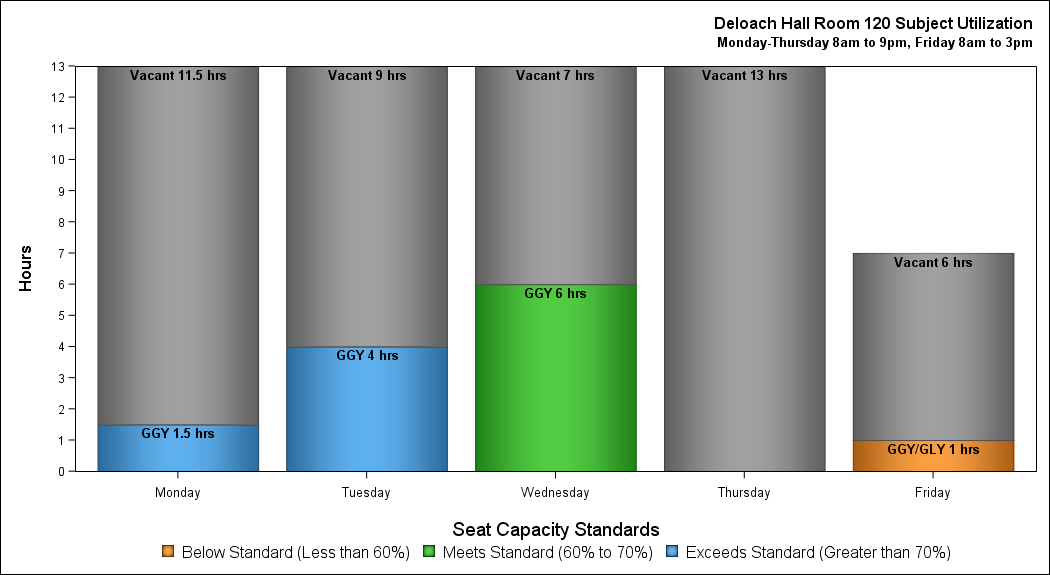 Deloach Hall Room 120 Subject Utilization
Monday-Thursday 8am to 9pm, Friday 8am to 3pm
Hours
13
12
11
10
9
8
7
6
5
4
3
2
1
0
Vacant 11.5 hrs
GGY 1.5 hrs
Vacant 9 hrs
GGY 4 hrs
Vacant 7 hrs
GGY 6 hrs
Vacant 13 hrs
Vacant 6 hrs
GGY/GLY 1 hrs
Monday Tuesday Wednesday Thursday Friday
Seat Capacity Standards
Below Standard (Less than 60%) Meets Standard (60% to 70%) Exceeds Standard (Greater than 70%)